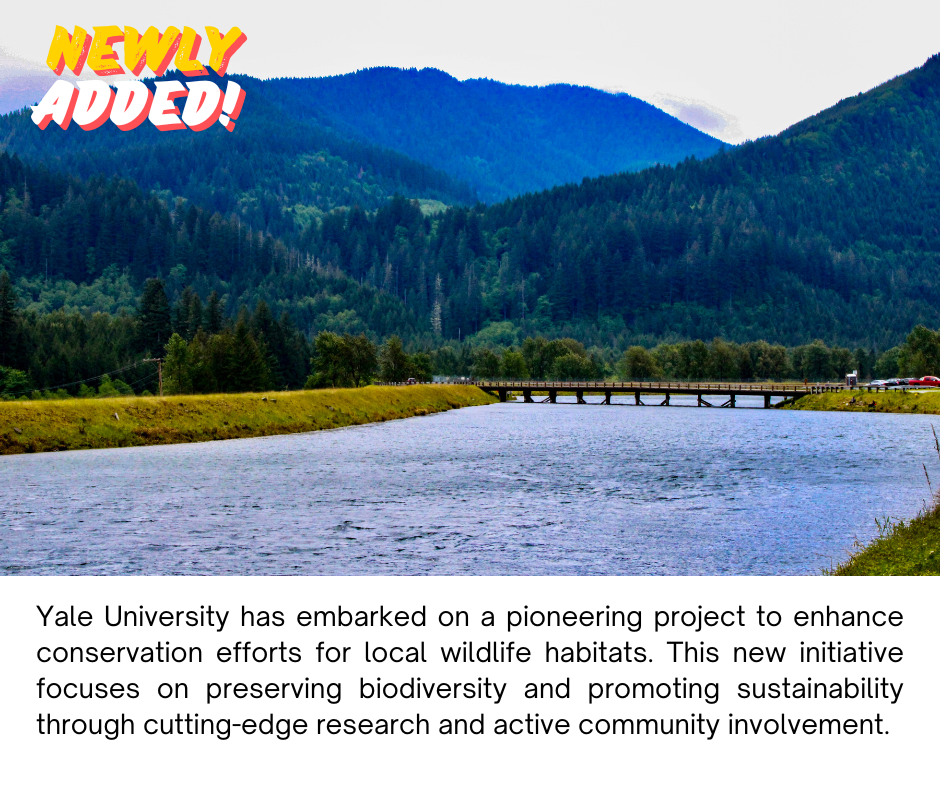 NEWLY
ADDED!
Yale University has embarked on a pioneering project to enhance
conservation efforts for local wildlife habitats. This new initiative
focuses on preserving biodiversity and promoting sustainability
through cutting-edge research and active community involvement.